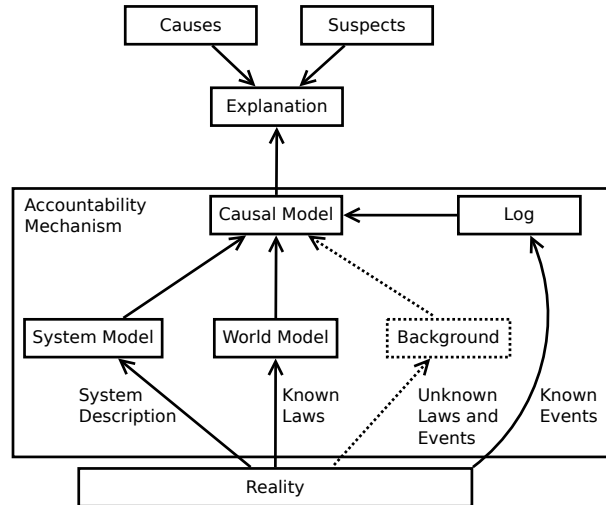 Causes
Suspects
Explanation
Accountability
Mechanism
Causal Model
Log
System Model
World Model
Background
System
Description
Known
Laws
Unknown
Laws and
Events
Known
Events
Reality